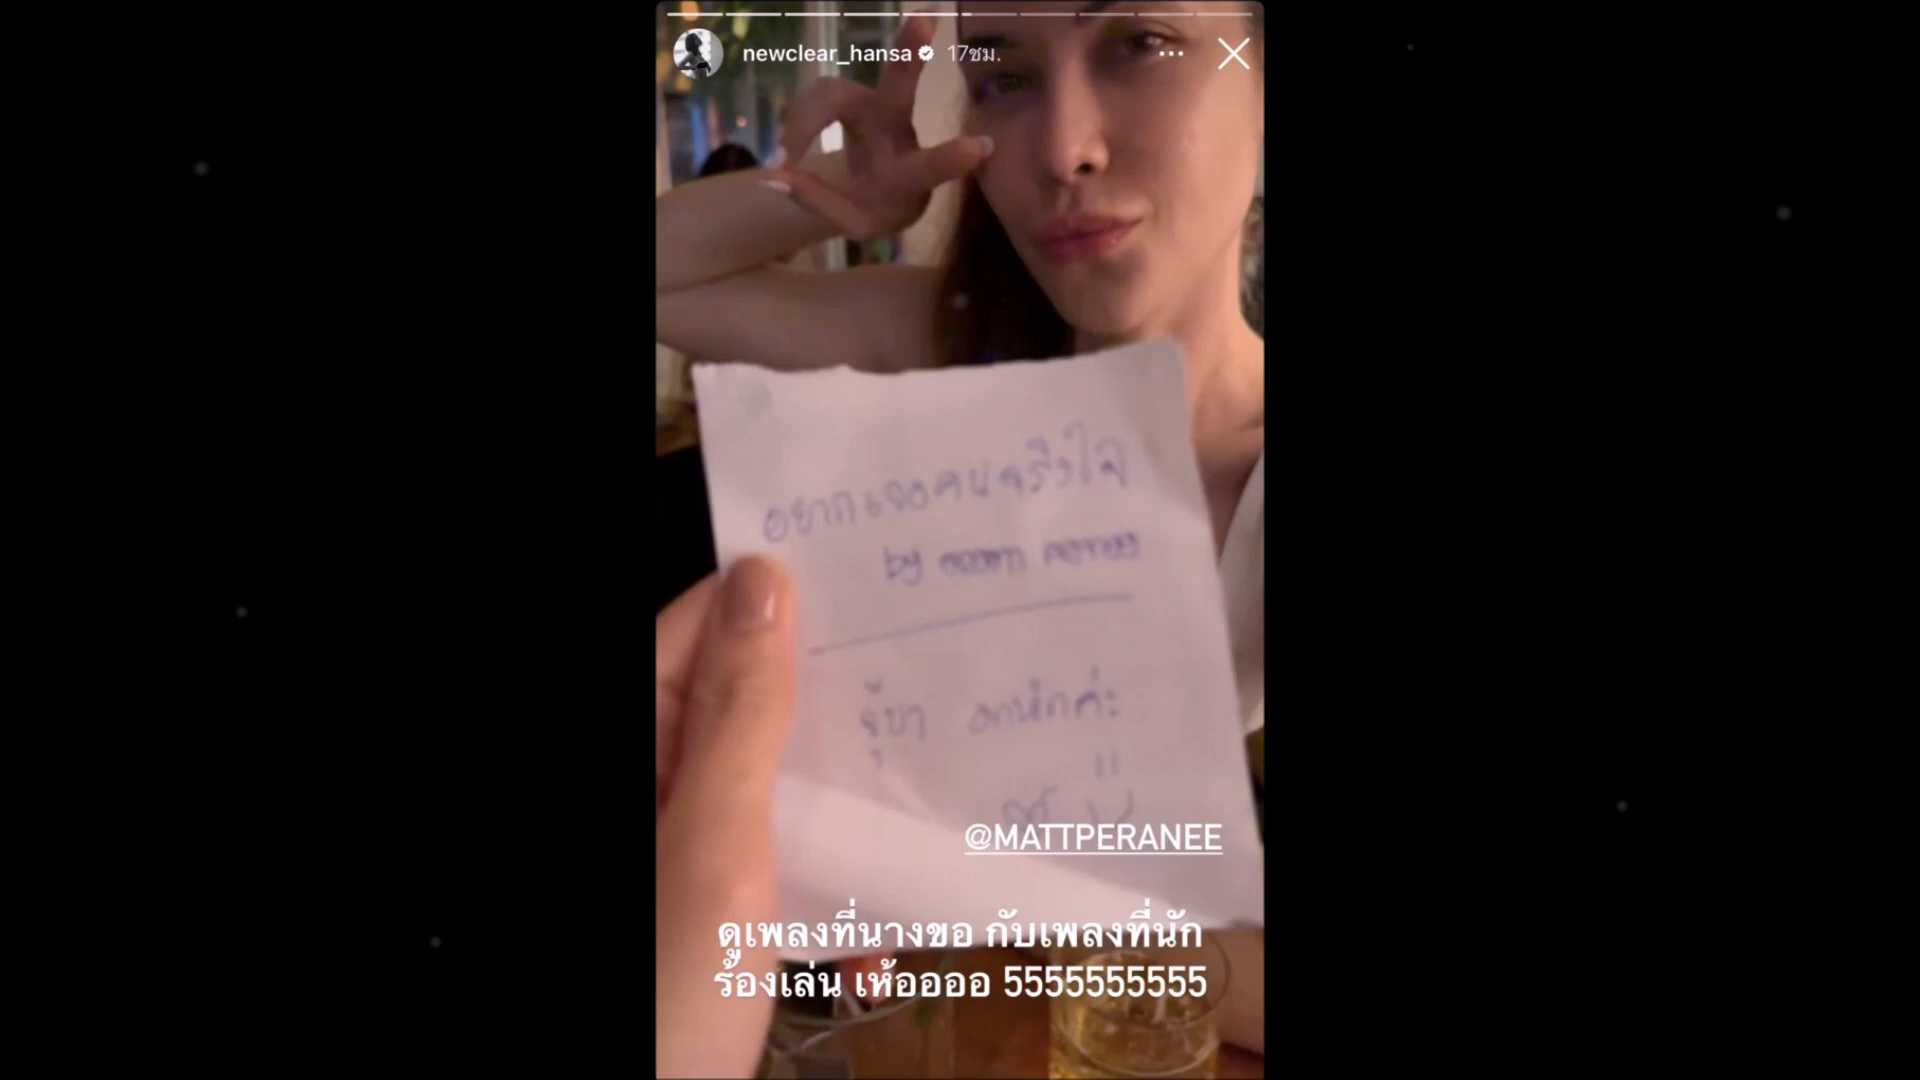 newclear_hansa 17ชม.
อยากเจอคนจริงใจ
by
@MATTPERANEE
ดูเพลงที่นางขอ กับเพลงที่นัก
ร้องเล่น เห้ออออ 5555555555